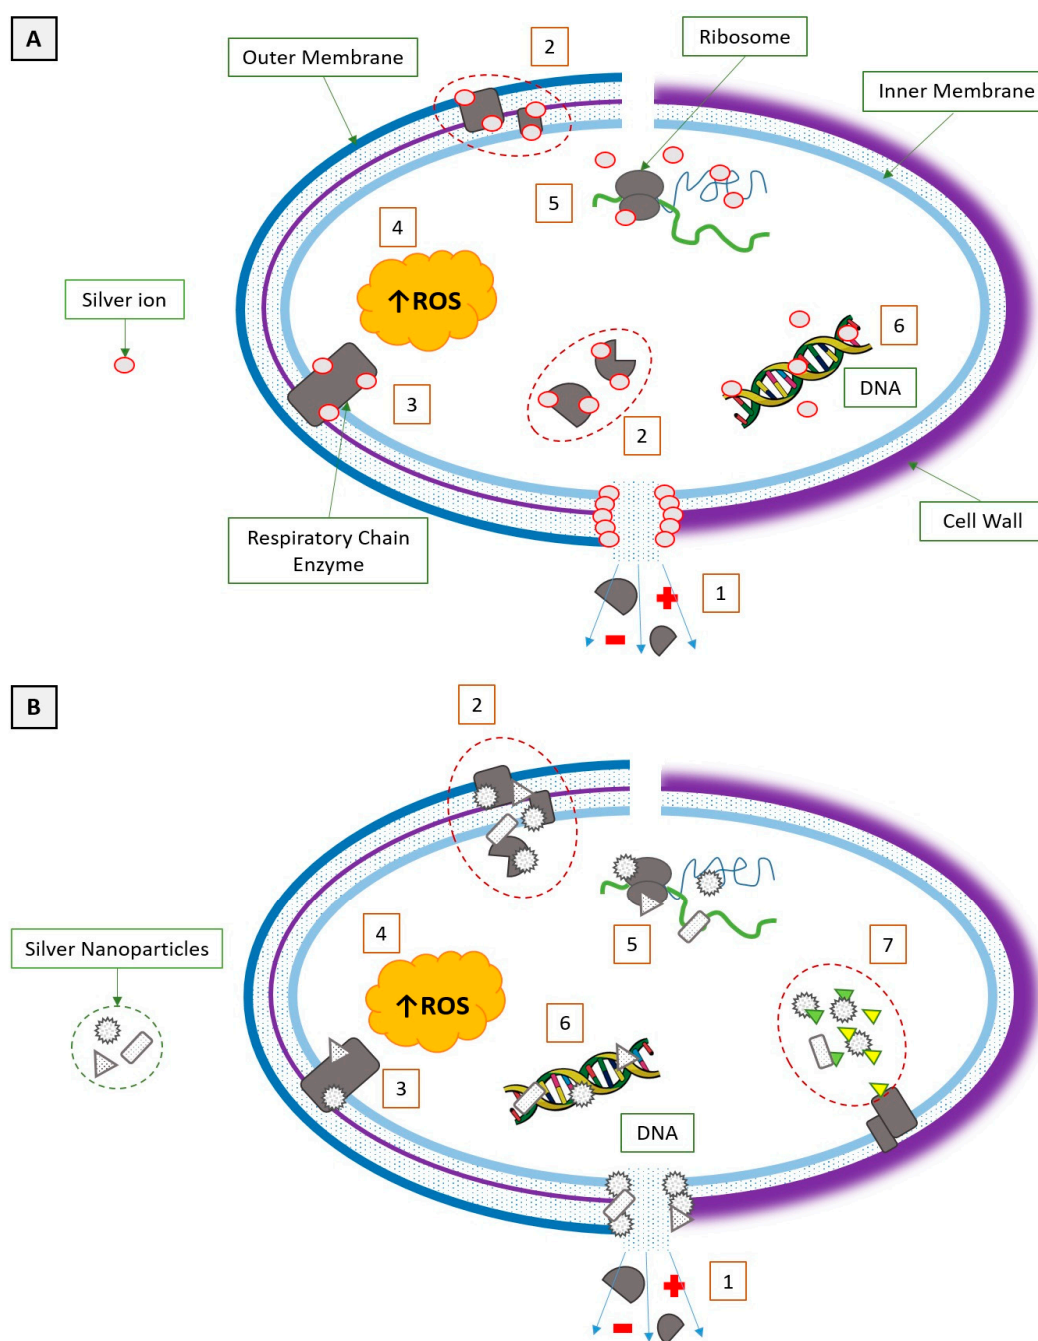 A
2
Ribosome
Outer Membrane
Inner Membrane
5
4
↑ROS
Silver ion
6
DNA
3
2
Cell Wall
Respiratory Chain
Enzyme
1
B
2
Silver Nanoparticles
4
5
7
↑ROS
6
3
DNA
1